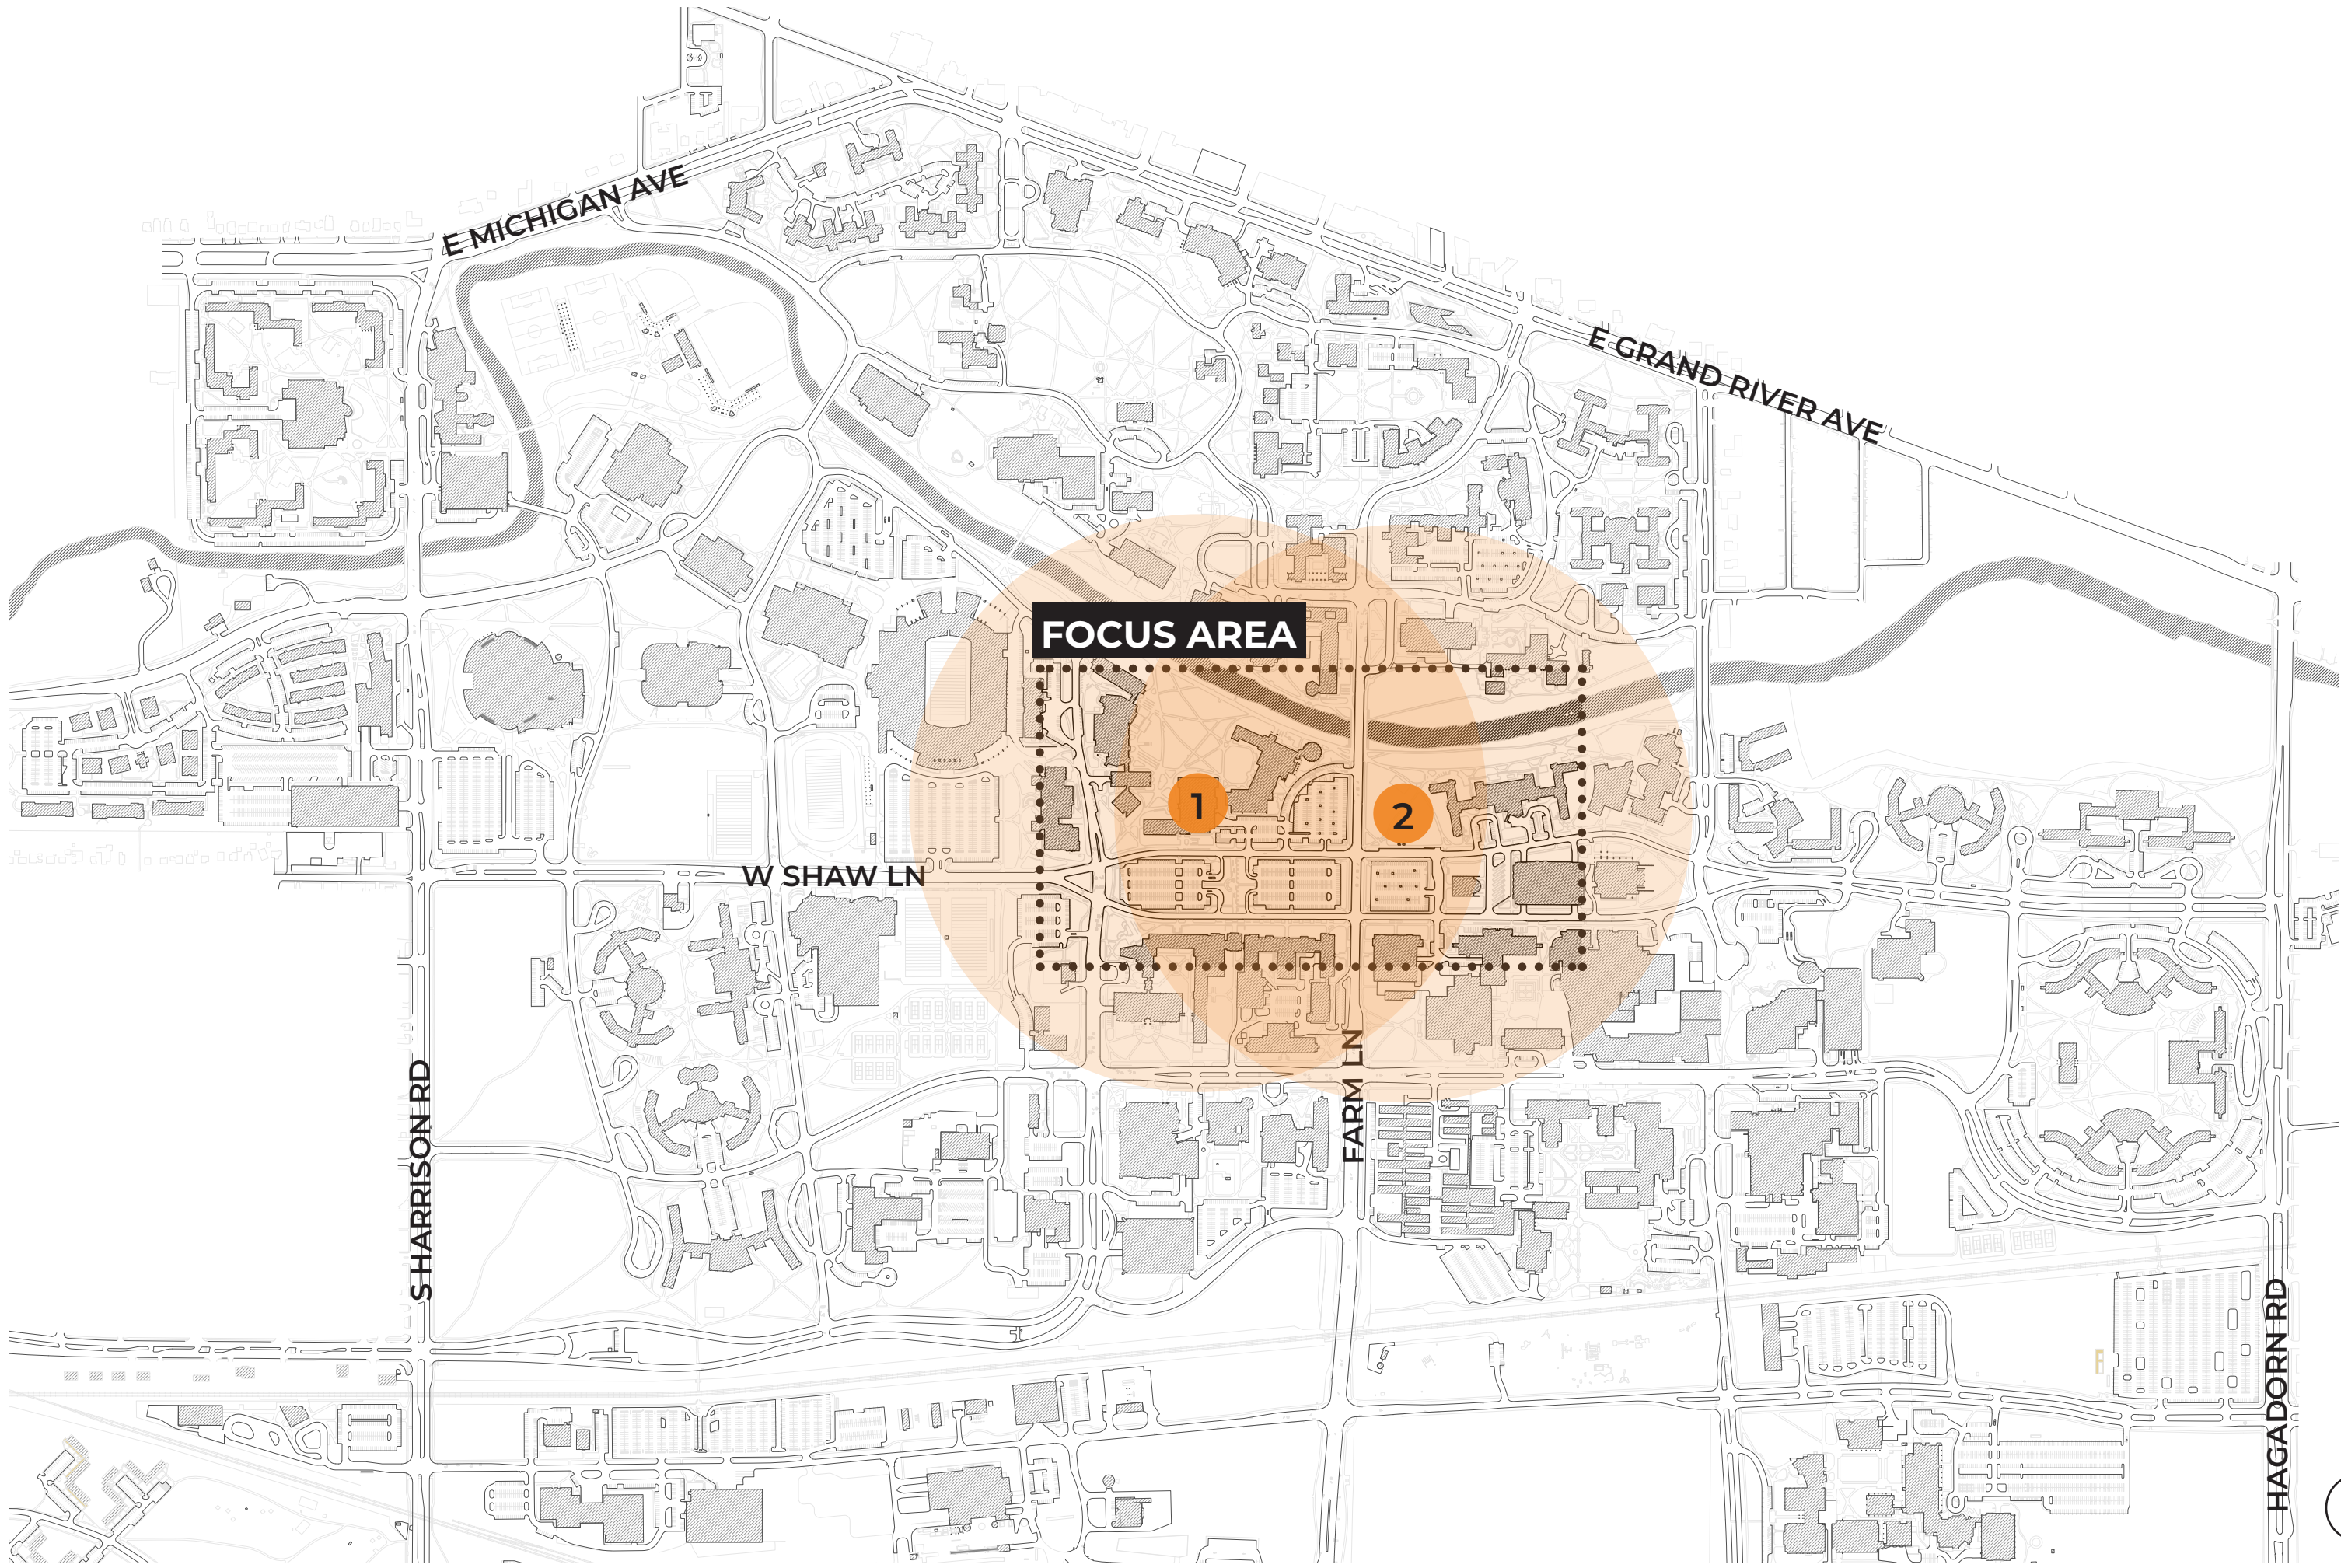 E MICHIGAN AVE
E GRAND RIVER AVE
FOCUS AREA
1
2
W SHAW LN
FARM LN
S HARRISON RD
HAGADORN RD